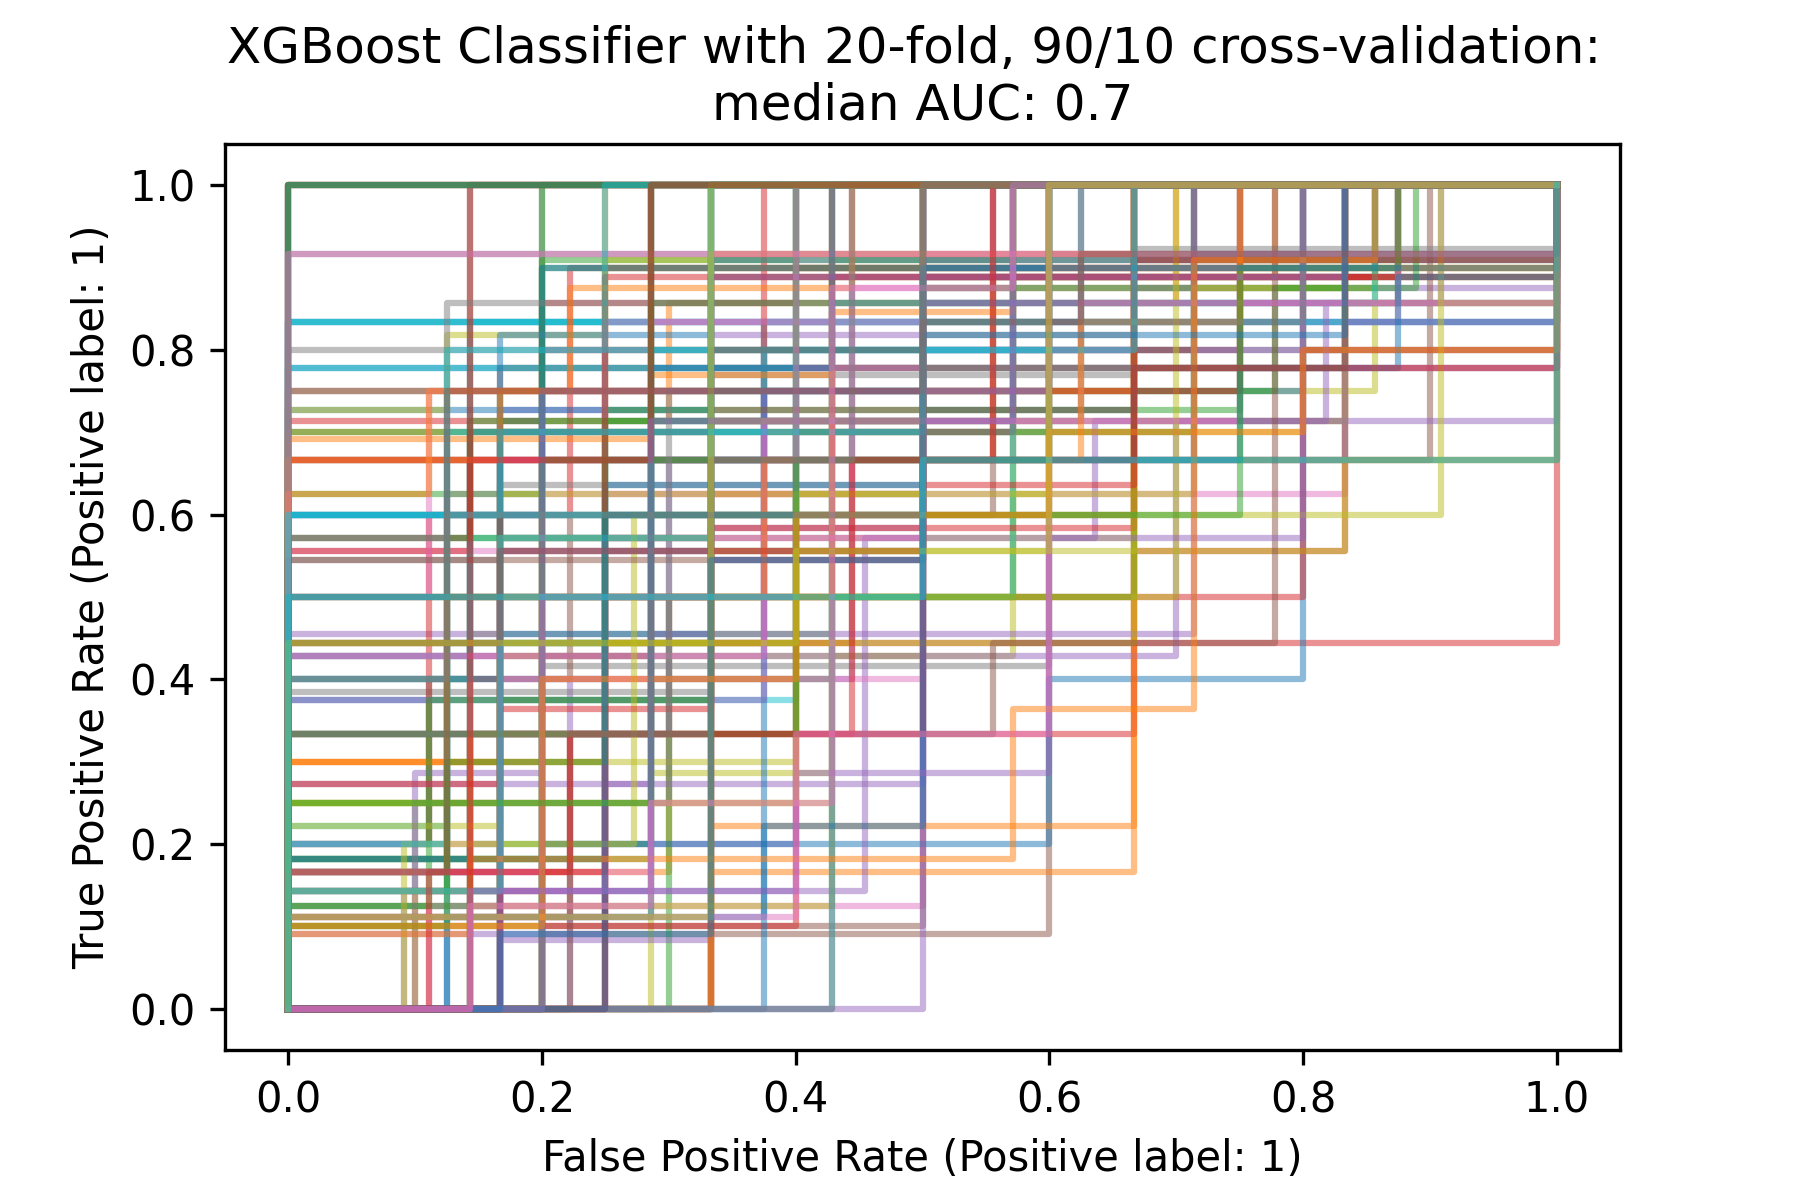 XGBoost Classifier with 20-fold, 90/10 cross-validation:
median AUC: 0.7
1.0
0.8
0.6
0.4
0.2
0.0
True Positive Rate (Positive label: 1)
0.0 0.2 0.4 0.6 0.8 1.0
False Positive Rate (Positive label: 1)